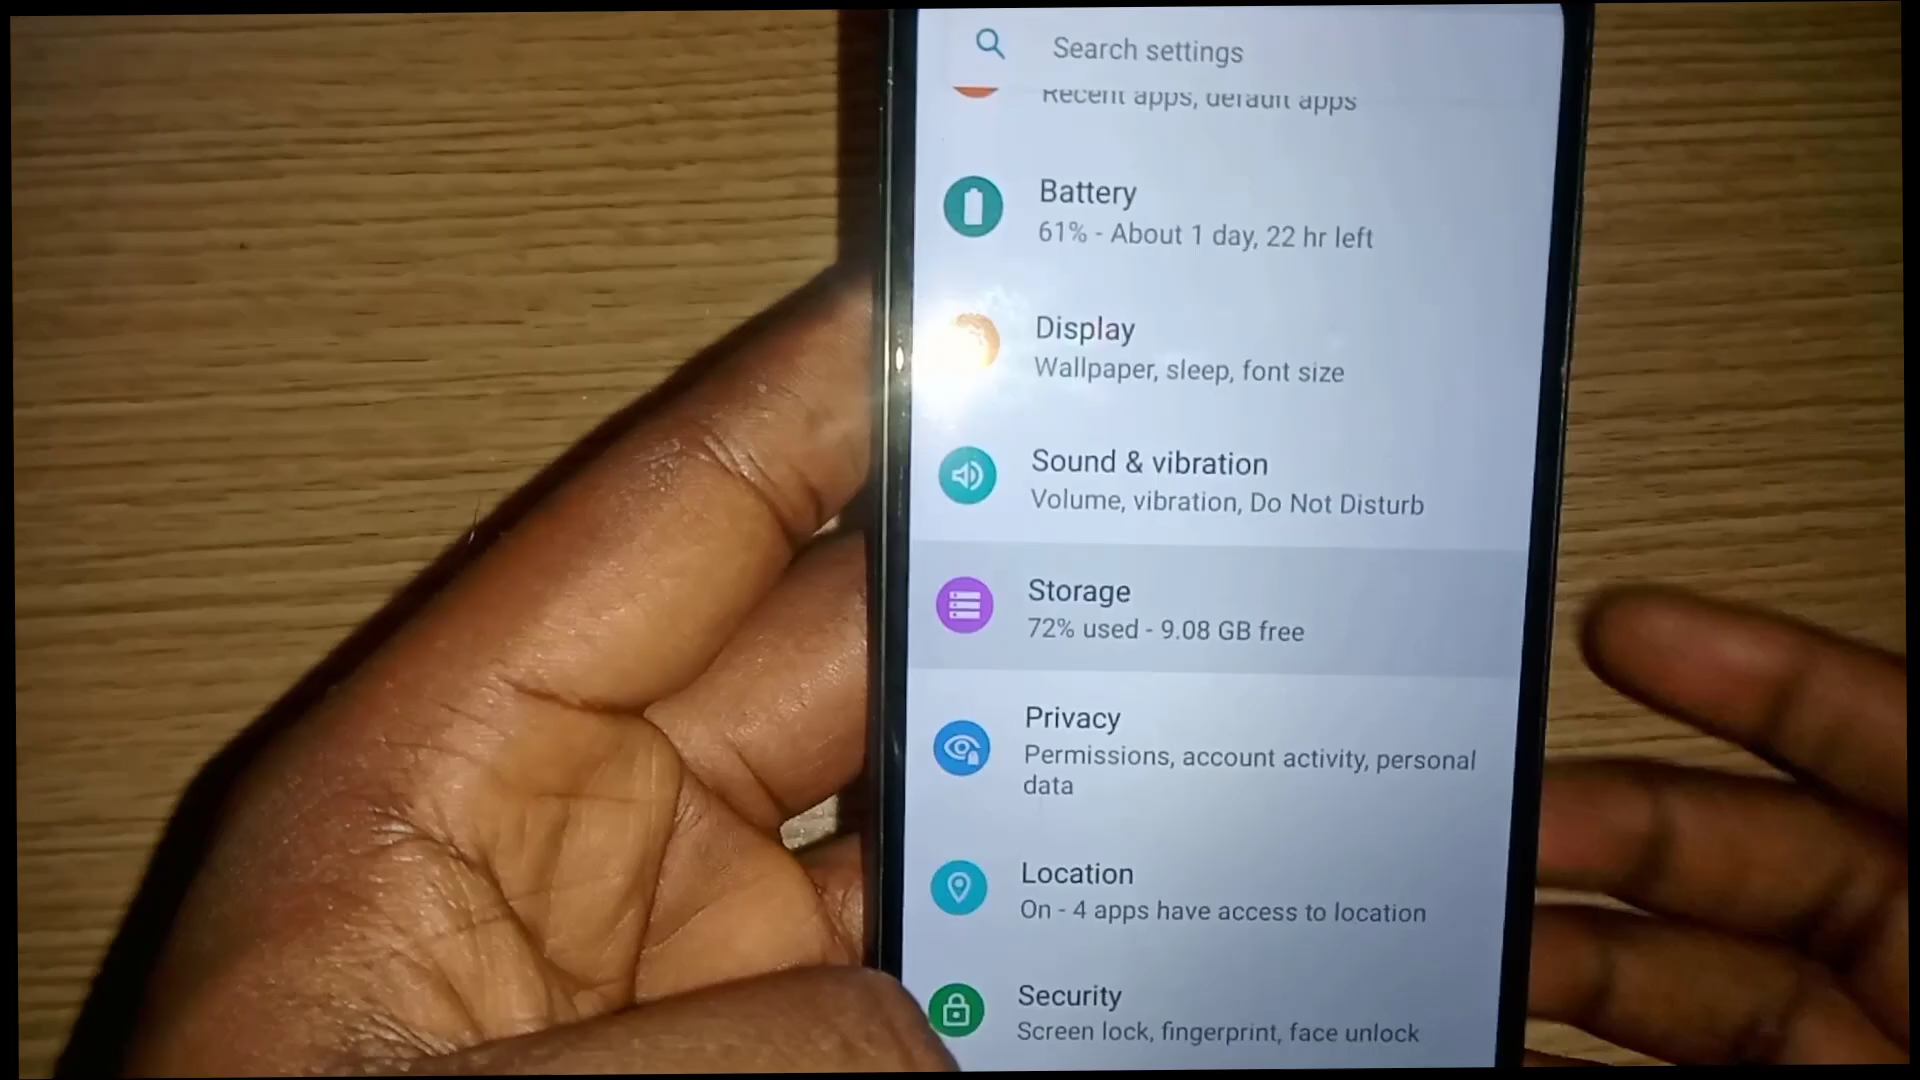 Search settings
Recent apps, default apps
Battery
61% - About 1 day, 22 hr left
Display
Wallpaper, sleep, font size
Sound & vibration
Volume, vibration, Do Not Disturb
Storage
72% used - 9.08 GB free
Privacy
Permissions, account activity, personal
data
Location
On - 4 apps have access to location
Security
Screen lock, fingerprint, face unlock